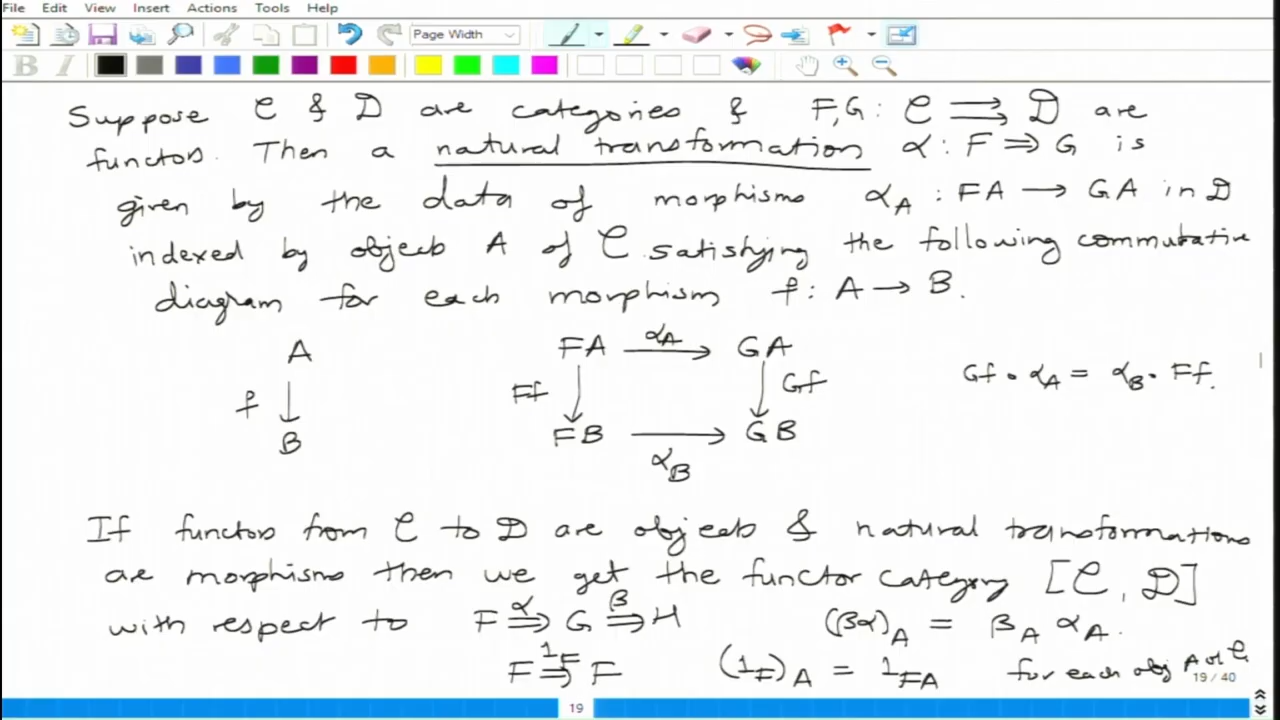 File Edit View Insert Actions Tools Help
Page Width
B I
Suppose 𝒞 & 𝒟 are categories & F,G : 𝒞 ⇉ 𝒟 are
functors. Then a natural transformation α : F ⇒ G is
given by the data of morphisms α_A : FA → GA in 𝒟
indexed by objects A of 𝒞 satisfying the following commutative
diagram for each morphism f : A → B.
A FA α_A→ GA
f ↓ Ff ↓ ↓ Gf Gf · α_A = α_B · Ff.
B FB → GB
α_B
If functors from 𝒞 to 𝒟 are objects & natural transformations
are morphisms then we get the functor category [𝒞, 𝒟]
with respect to F α⇒ G β⇒ H (βα)_A = β_A α_A.
F 1_F⇒ F (1_F)_A = 1_FA for each obj A of 𝒞
19 / 40
19